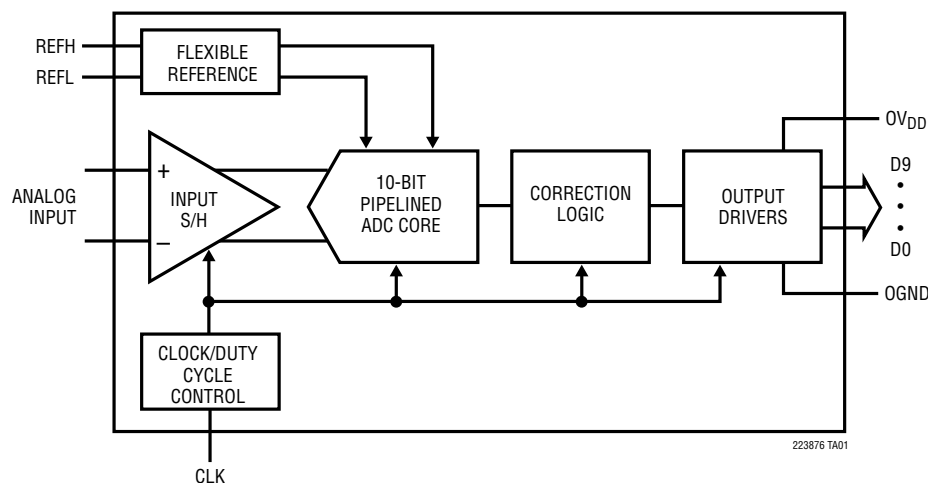 REFH
REFL
FLEXIBLE
REFERENCE
OVDD
ANALOG
INPUT
+
INPUT
S/H
–
10-BIT
PIPELINED
ADC CORE
CORRECTION
LOGIC
OUTPUT
DRIVERS
D9
•
•
•
D0
OGND
CLOCK/DUTY
CYCLE
CONTROL
CLK
223876 TA01